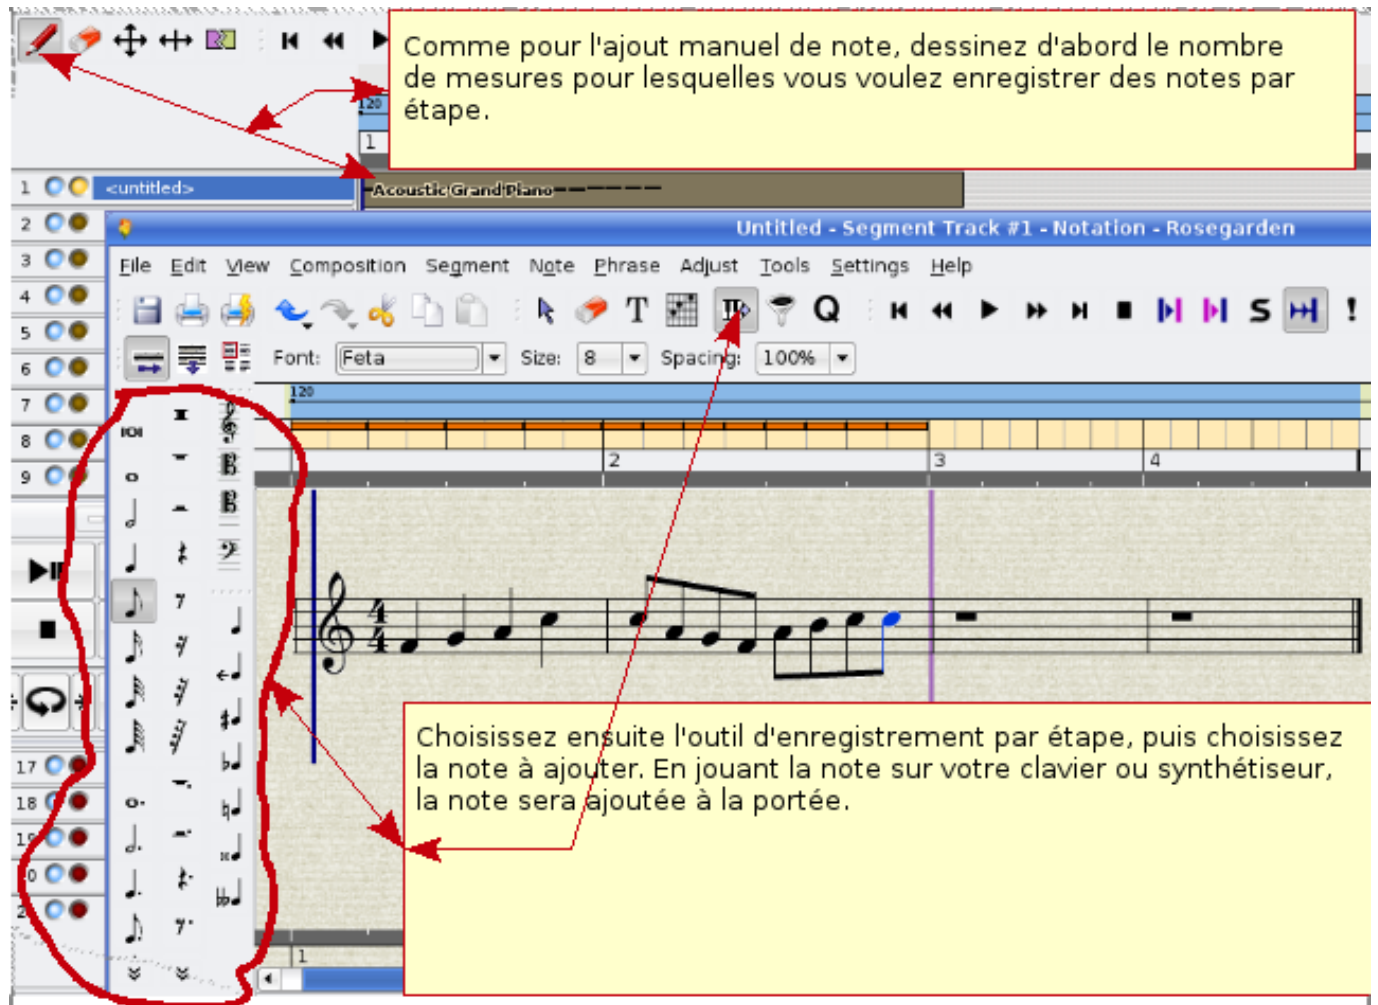 Comme pour l'ajout manuel de note, dessinez d'abord le nombre
de mesures pour lesquelles vous voulez enregistrer des notes par
étape.
120
1
1 <untitled> Acoustic Grand Piano
2 Untitled - Segment Track #1 - Notation - Rosegarden
3 File Edit View Composition Segment Note Phrase Adjust Tools Settings Help
4
T Q S !
5
6 Font: Feta Size: 8 Spacing: 100%
7 120
8
9 2 3 4
4
4
Choisissez ensuite l'outil d'enregistrement par étape, puis choisissez
la note à ajouter. En jouant la note sur votre clavier ou synthétiseur,
la note sera ajoutée à la portée.
17
18
1